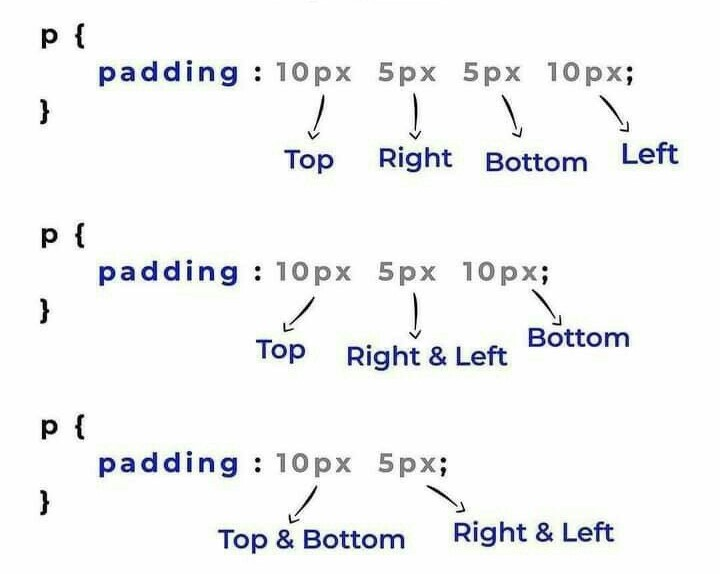 p {
padding : 10px 5px 5px 10px;
}
Top Right Bottom Left
p {
padding : 10px 5px 10px;
}
Top Right & Left Bottom
p {
padding : 10px 5px;
}
Top & Bottom Right & Left